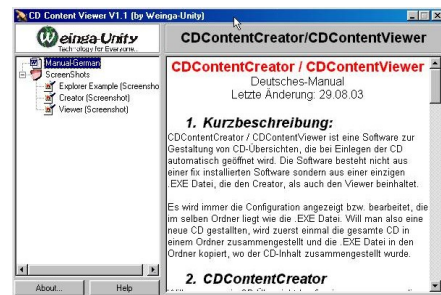 CD Content Viewer V1.1 (by Weinga-Unity)
Weinga-Unity
Technology for Everyone..
CDContentCreator/CDContentViewer
Manual-German
ScreenShots
Explorer Example (Screensho
Creator (Screenshot)
Viewer (Screenshot)
About...
Help
CDContentCreator / CDContentViewer
Deutsches-Manual
Letzte Änderung: 29.08.03
1. Kurzbeschreibung:
CDContentCreator / CDContentViewer ist eine Software zur
Gestaltung von CD-Übersichten, die bei Einlegen der CD
automatisch geöffnet wird. Die Software besteht nicht aus
einer fix installierten Software sondern aus einer einzigen
.EXE Datei, die den Creator, als auch den Viewer beinhaltet.
Es wird immer die Configuration angezeigt bzw. bearbeitet, die
im selben Ordner liegt wie die .EXE Datei. Will man also eine
neue CD gestallten, wird zuerst einmal die gesamte CD in
einem Ordner zusammengestellt und die .EXE Datei in den
Ordner kopiert, wo der CD-Inhalt zusammengestellt wurde.
2. CDContentCreator